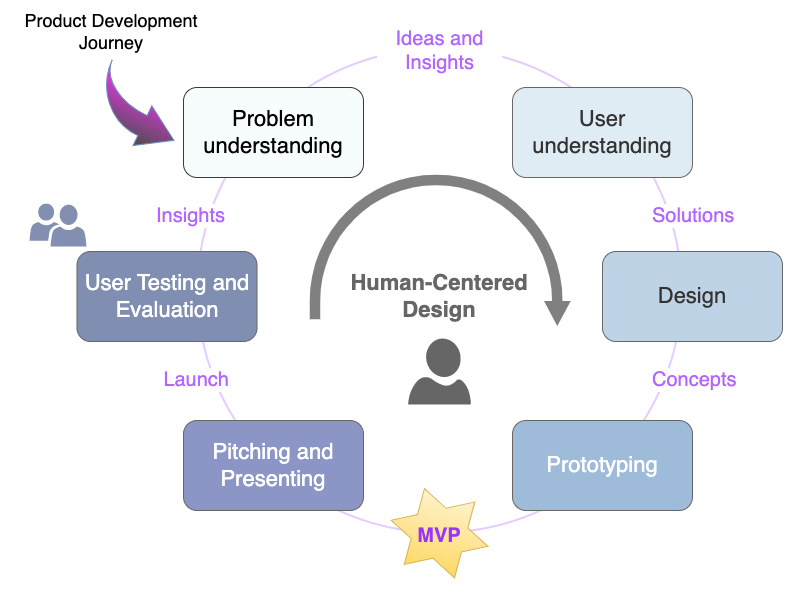 Product Development
Journey
Ideas and
Insights
Problem
understanding
User
understanding
Insights
Solutions
User Testing and
Evaluation
Human-Centered
Design
Design
Launch
Concepts
Pitching and
Presenting
Prototyping
MVP